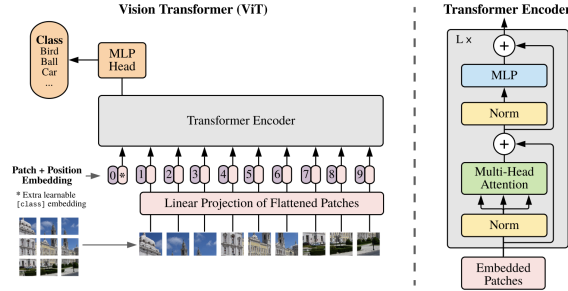 Vision Transformer (ViT)
Class
Bird
Ball
Car
...
MLP
Head
Transformer Encoder
Patch + Position
Embedding
* Extra learnable
[class] embedding
0 * 1 2 3 4 5 6 7 8 9
Linear Projection of Flattened Patches
Transformer Encoder
L x
+
MLP
Norm
+
Multi-Head
Attention
Norm
Embedded
Patches